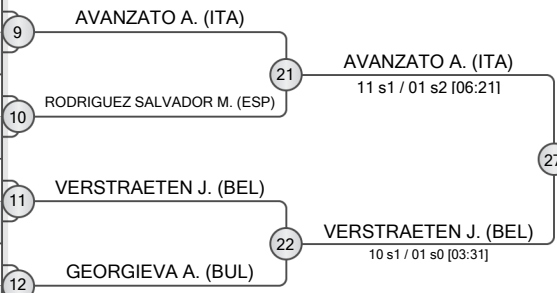 AVANZATO A. (ITA)
9
21
AVANZATO A. (ITA)
11 s1 / 01 s2 [06:21]
RODRIGUEZ SALVADOR M. (ESP)
10
27
VERSTRAETEN J. (BEL)
11
22
VERSTRAETEN J. (BEL)
10 s1 / 01 s0 [03:31]
GEORGIEVA A. (BUL)
12